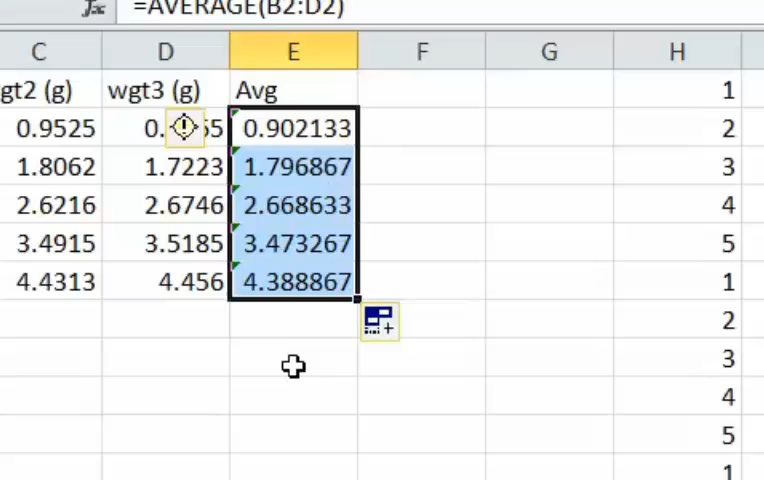 =AVERAGE(B2:D2)
C D E F G H
gt2 (g) wgt3 (g) Avg 1
0.9525 0.902133 2
1.8062 1.7223 1.796867 3
2.6216 2.6746 2.668633 4
3.4915 3.5185 3.473267 5
4.4313 4.456 4.388867 1
2
3
4
5
1